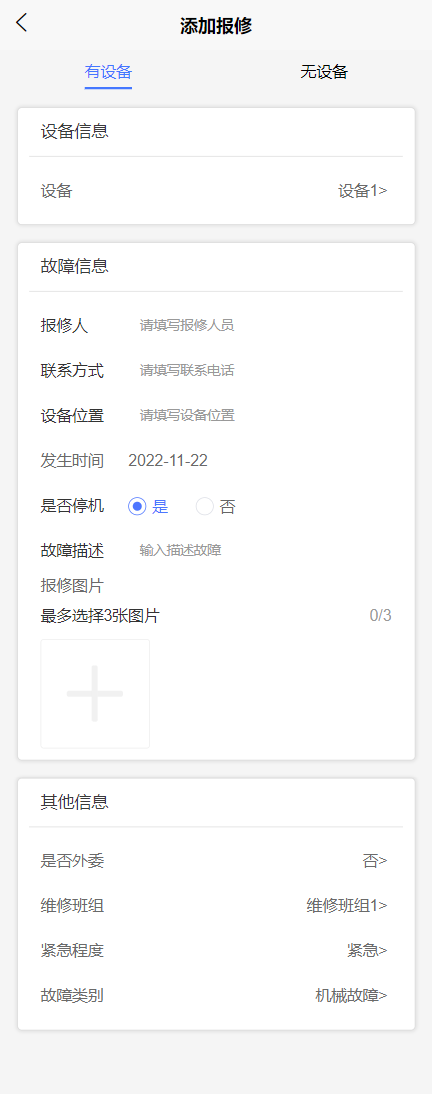 添加报修
有设备 无设备
设备信息
设备 设备1>
故障信息
报修人 请填写报修人员
联系方式 请填写联系电话
设备位置 请填写设备位置
发生时间 2022-11-22
是否停机 是 否
故障描述 输入描述故障
报修图片
最多选择3张图片 0/3
其他信息
是否外委 否>
维修班组 维修班组1>
紧急程度 紧急>
故障类别 机械故障>